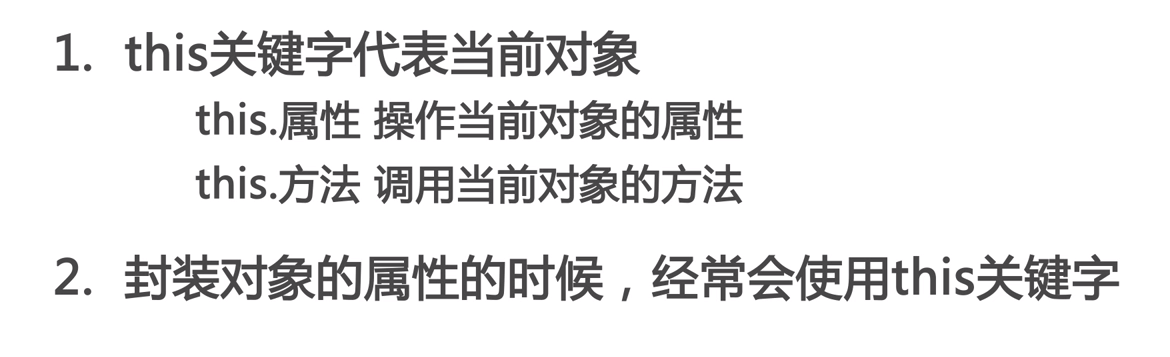 1. this关键字代表当前对象
this.属性 操作当前对象的属性
this.方法 调用当前对象的方法
2. 封装对象的属性的时候，经常会使用this关键字